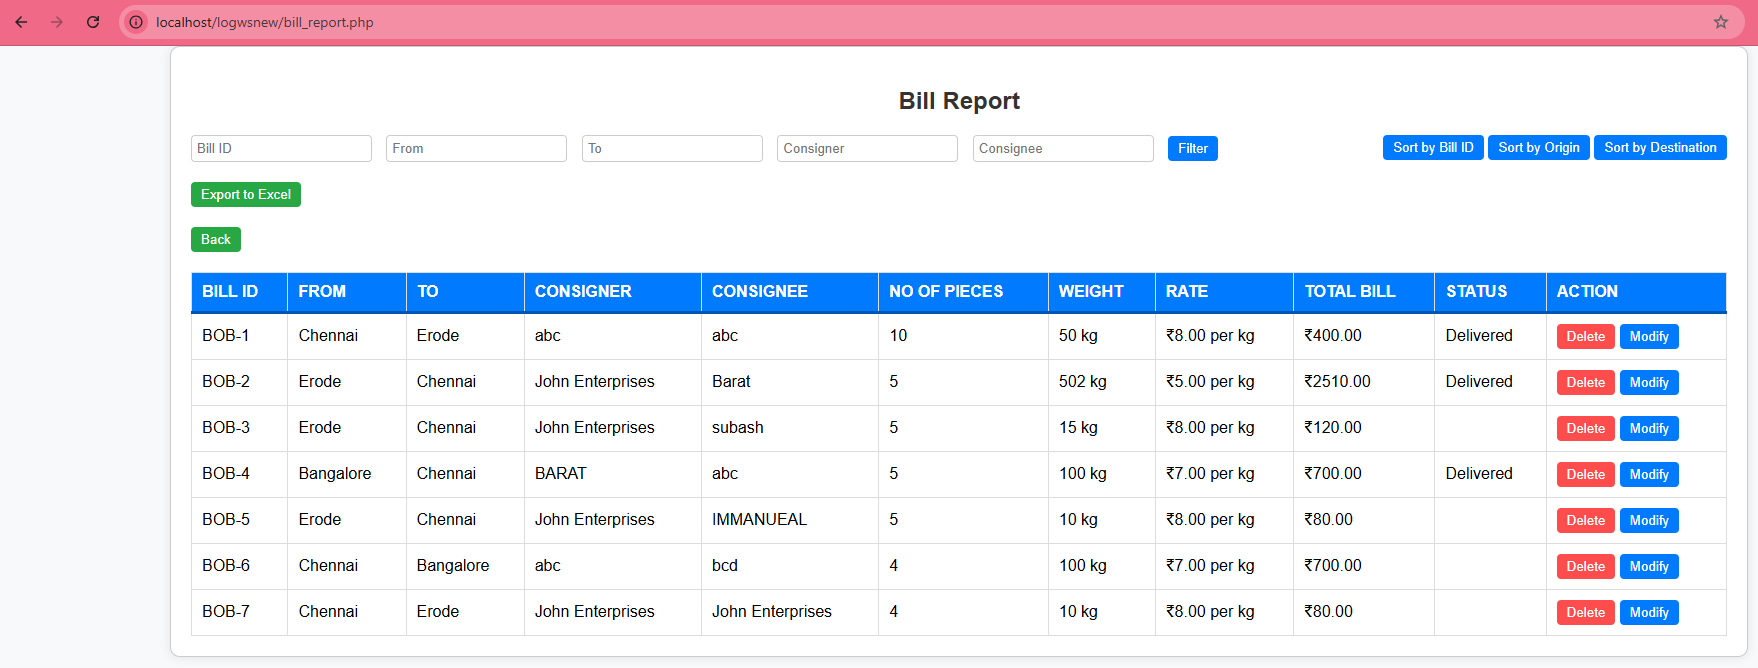 localhost/logwsnew/bill_report.php
Bill Report
Bill ID From To Consigner Consignee Filter Sort by Bill ID Sort by Origin Sort by Destination
Export to Excel
Back
BILL ID FROM TO CONSIGNER CONSIGNEE NO OF PIECES WEIGHT RATE TOTAL BILL STATUS ACTION
BOB-1 Chennai Erode abc abc 10 50 kg ₹8.00 per kg ₹400.00 Delivered Delete Modify
BOB-2 Erode Chennai John Enterprises Barat 5 502 kg ₹5.00 per kg ₹2510.00 Delivered Delete Modify
BOB-3 Erode Chennai John Enterprises subash 5 15 kg ₹8.00 per kg ₹120.00 Delete Modify
BOB-4 Bangalore Chennai BARAT abc 5 100 kg ₹7.00 per kg ₹700.00 Delivered Delete Modify
BOB-5 Erode Chennai John Enterprises IMMANUEAL 5 10 kg ₹8.00 per kg ₹80.00 Delete Modify
BOB-6 Chennai Bangalore abc bcd 4 100 kg ₹7.00 per kg ₹700.00 Delete Modify
BOB-7 Chennai Erode John Enterprises John Enterprises 4 10 kg ₹8.00 per kg ₹80.00 Delete Modify